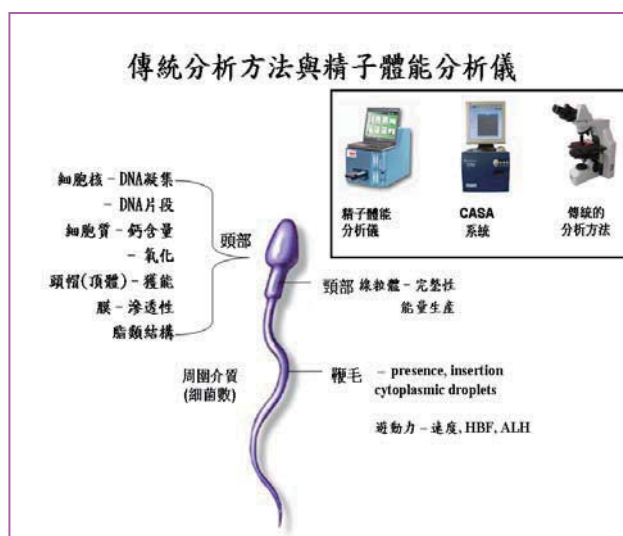 傳統分析方法與精子體能分析儀
精子體能
分析儀
CASA
系統
傳統的
分析方法
細胞核 – DNA凝集
– DNA片段
細胞質 – 鈣含量
– 氧化
頭帽(頂體) – 獲能
膜 – 滲透性
脂類結構
頭部
頸部 線粒體 – 完整性
能量生產
周圍介質
(細菌數)
鞭毛 – presence, insertion
cytoplasmic droplets
遊動力 – 速度, HBF, ALH